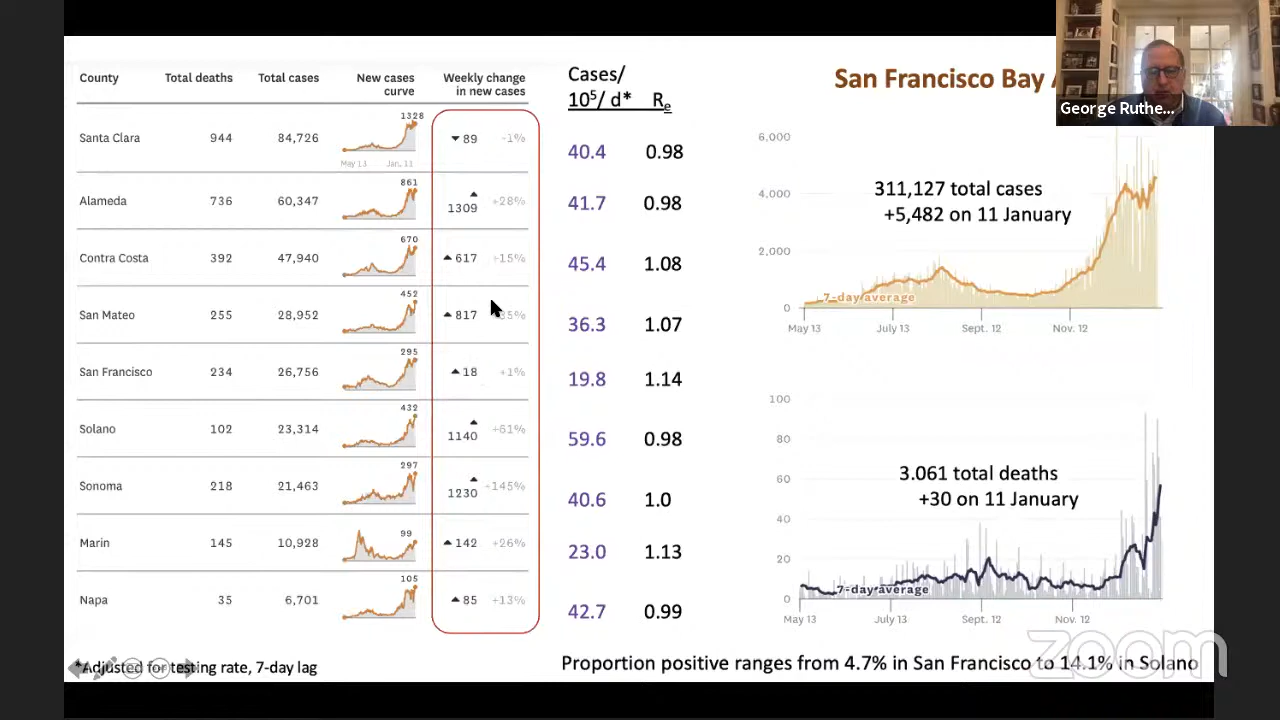 County Total deaths Total cases New cases curve Weekly change in new cases Cases/ 10⁵/ d* Rₑ
Santa Clara 944 84,726 1328 May 13 Jan. 11 ▼ 89 -1% 40.4 0.98
Alameda 736 60,347 861 ▲ 1309 +28% 41.7 0.98
Contra Costa 392 47,940 670 ▲ 617 +15% 45.4 1.08
San Mateo 255 28,952 452 ▲ 817 36.3 1.07
San Francisco 234 26,756 295 ▲ 18 +1% 19.8 1.14
Solano 102 23,314 432 ▲ 1140 +61% 59.6 0.98
Sonoma 218 21,463 297 ▲ 1230 +145% 40.6 1.0
Marin 145 10,928 99 ▲ 142 +26% 23.0 1.13
Napa 35 6,701 105 ▲ 85 +13% 42.7 0.99
*Adjusted for testing rate, 7-day lag
San Francisco Bay
George Ruthe...
6,000
4,000
2,000
0
311,127 total cases
+5,482 on 11 January
7-day average
May 13 July 13 Sept. 12 Nov. 12
100
80
60
40
20
0
3.061 total deaths
+30 on 11 January
7-day average
May 13 July 13 Sept. 12 Nov. 12
Proportion positive ranges from 4.7% in San Francisco to 14.1% in Solano
zoom